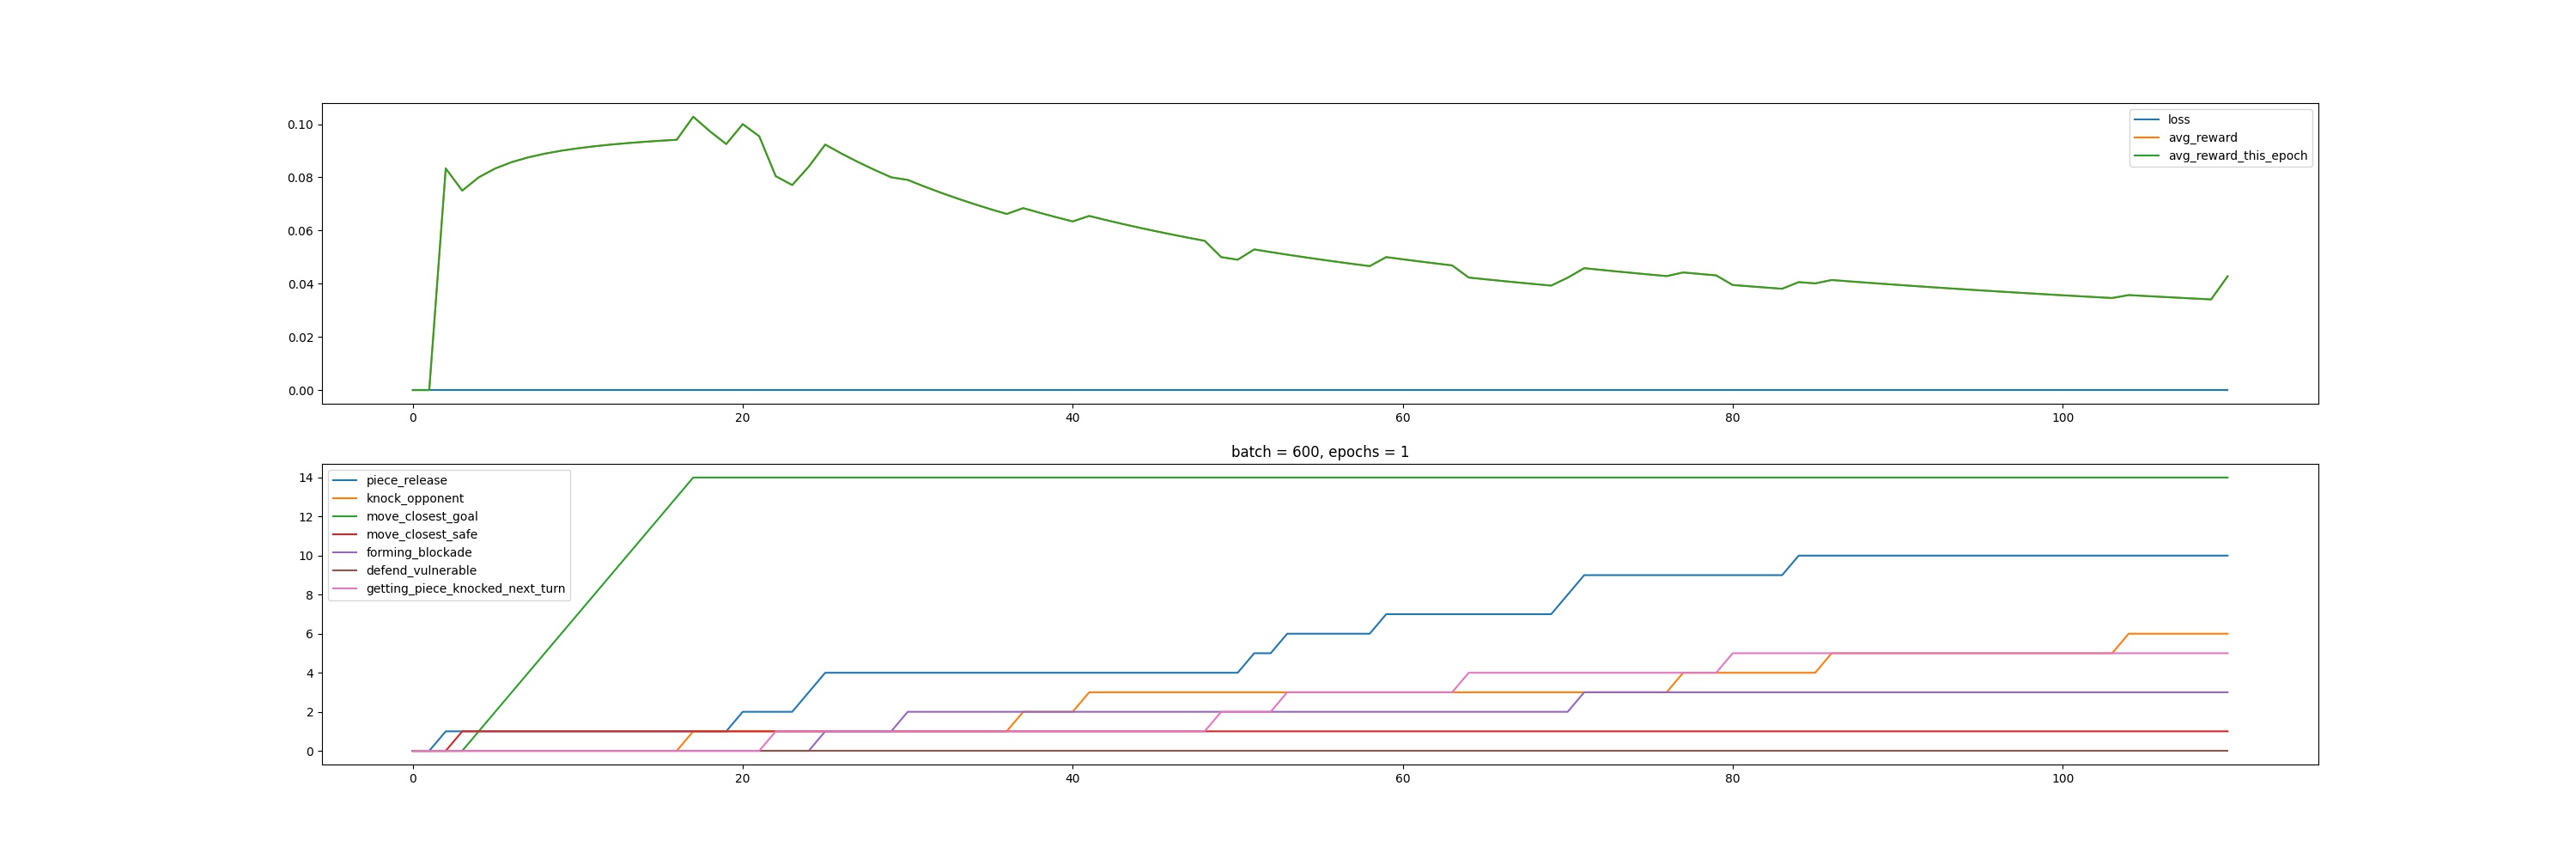 0.10
0.08
0.06
0.04
0.02
0.00
loss
avg_reward
avg_reward_this_epoch
0 20 40 60 80 100
batch = 600, epochs = 1
14
12
10
8
6
4
2
0
piece_release
knock_opponent
move_closest_goal
move_closest_safe
forming_blockade
defend_vulnerable
getting_piece_knocked_next_turn
0 20 40 60 80 100